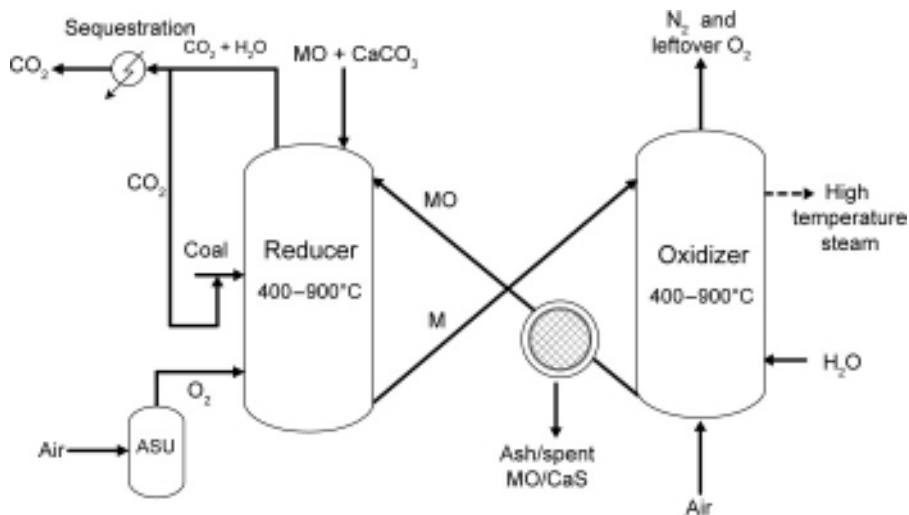 Sequestration
CO₂
CO₂ + H₂O
MO + CaCO₃
N₂ and
leftover O₂
CO₂
MO
High
temperature
steam
Coal
Reducer
400–900°C
Oxidizer
400–900°C
M
H₂O
O₂
Air
ASU
Ash/spent
MO/CaS
Air